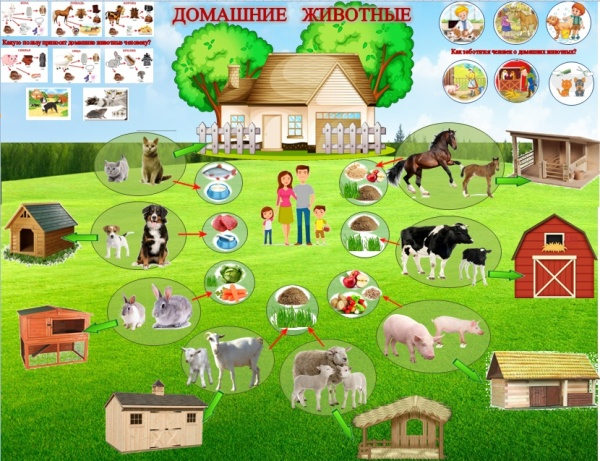 ДОМАШНИЕ ЖИВОТНЫЕ
Какую пользу приносят домашние животные человеку?
Как заботится человек о домашних животных?